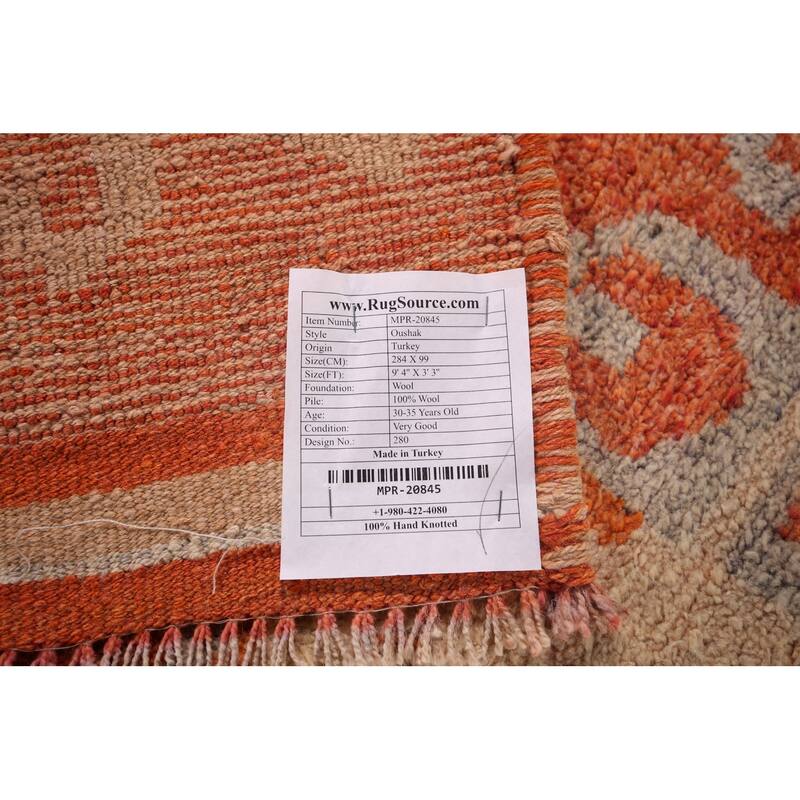 www.RugSource.com
Item Number: MPR-20845
Style Oushak
Origin Turkey
Size(CM): 284 X 99
Size(FT): 9' 4" X 3' 3"
Foundation: Wool
Pile: 100% Wool
Age: 30-35 Years Old
Condition: Very Good
Design No.: 280
Made in Turkey
MPR-20845
+1-980-422-4080
100% Hand Knotted